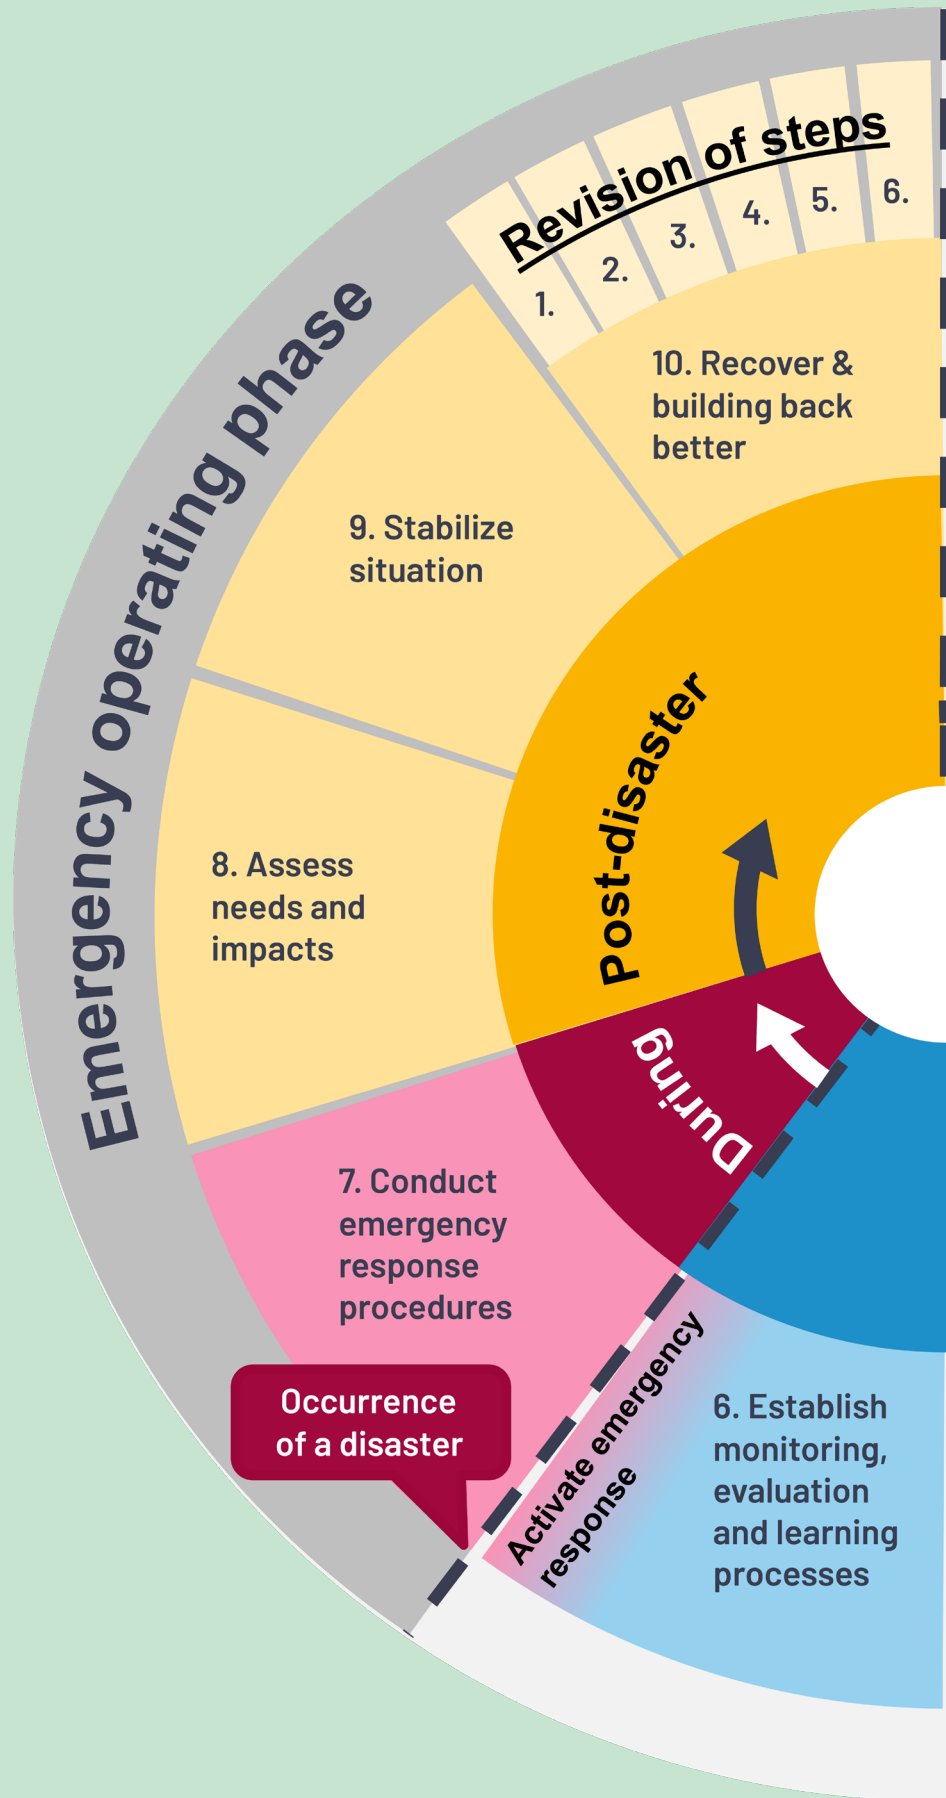 Revision of steps
1.
2.
3.
4.
5.
6.
10. Recover &
building back
better
Emergency operating phase
9. Stabilize
situation
Post-disaster
8. Assess
needs and
impacts
During
7. Conduct
emergency
response
procedures
Occurrence
of a disaster
Activate emergency
response
6. Establish
monitoring,
evaluation
and learning
processes